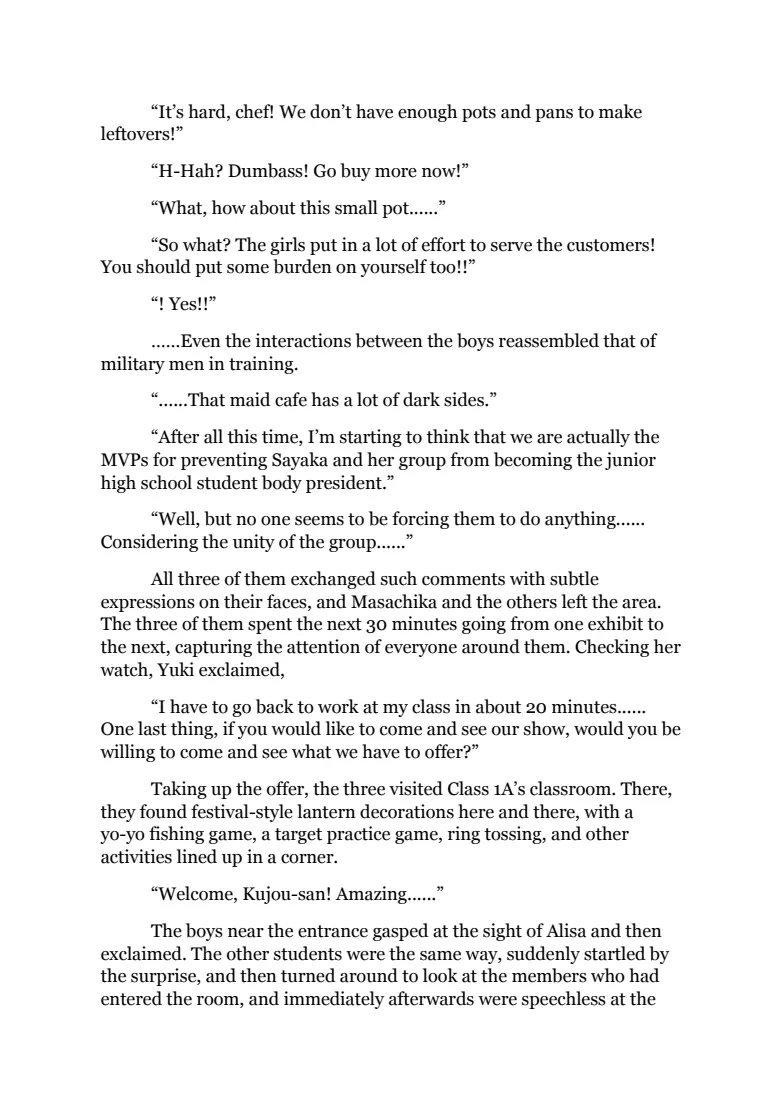 “It’s hard, chef! We don’t have enough pots and pans to make
leftovers!”
“H-Hah? Dumbass! Go buy more now!”
“What, how about this small pot......”
“So what? The girls put in a lot of effort to serve the customers!
You should put some burden on yourself too!!”
“! Yes!!”
......Even the interactions between the boys reassembled that of
military men in training.
“......That maid cafe has a lot of dark sides.”
“After all this time, I’m starting to think that we are actually the
MVPs for preventing Sayaka and her group from becoming the junior
high school student body president.”
“Well, but no one seems to be forcing them to do anything......
Considering the unity of the group......”
All three of them exchanged such comments with subtle
expressions on their faces, and Masachika and the others left the area.
The three of them spent the next 30 minutes going from one exhibit to
the next, capturing the attention of everyone around them. Checking her
watch, Yuki exclaimed,
“I have to go back to work at my class in about 20 minutes......
One last thing, if you would like to come and see our show, would you be
willing to come and see what we have to offer?”
Taking up the offer, the three visited Class 1A’s classroom. There,
they found festival-style lantern decorations here and there, with a
yo-yo fishing game, a target practice game, ring tossing, and other
activities lined up in a corner.
“Welcome, Kujou-san! Amazing......”
The boys near the entrance gasped at the sight of Alisa and then
exclaimed. The other students were the same way, suddenly startled by
the surprise, and then turned around to look at the members who had
entered the room, and immediately afterwards were speechless at the